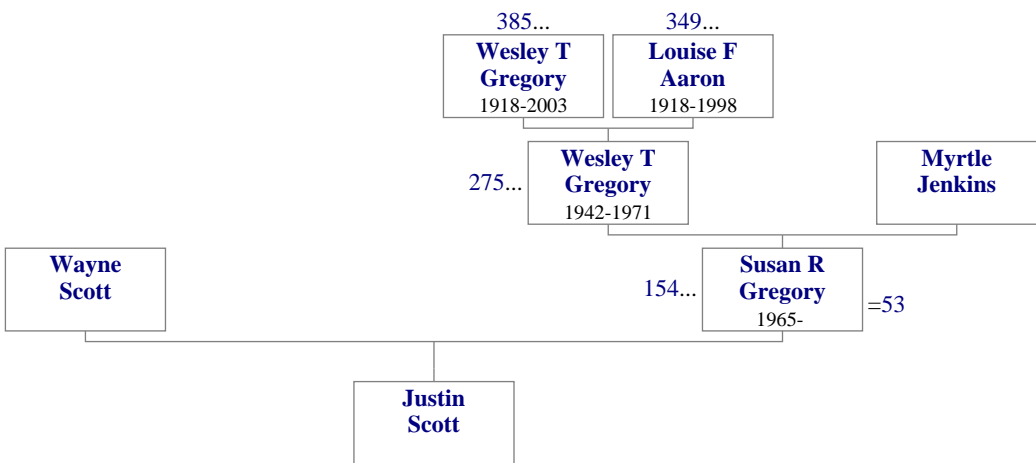 385...
349...
Wesley T
Gregory
1918-2003
Louise F
Aaron
1918-1998
275...
Wesley T
Gregory
1942-1971
Myrtle
Jenkins
Wayne
Scott
154...
Susan R
Gregory
1965-
=53
Justin
Scott